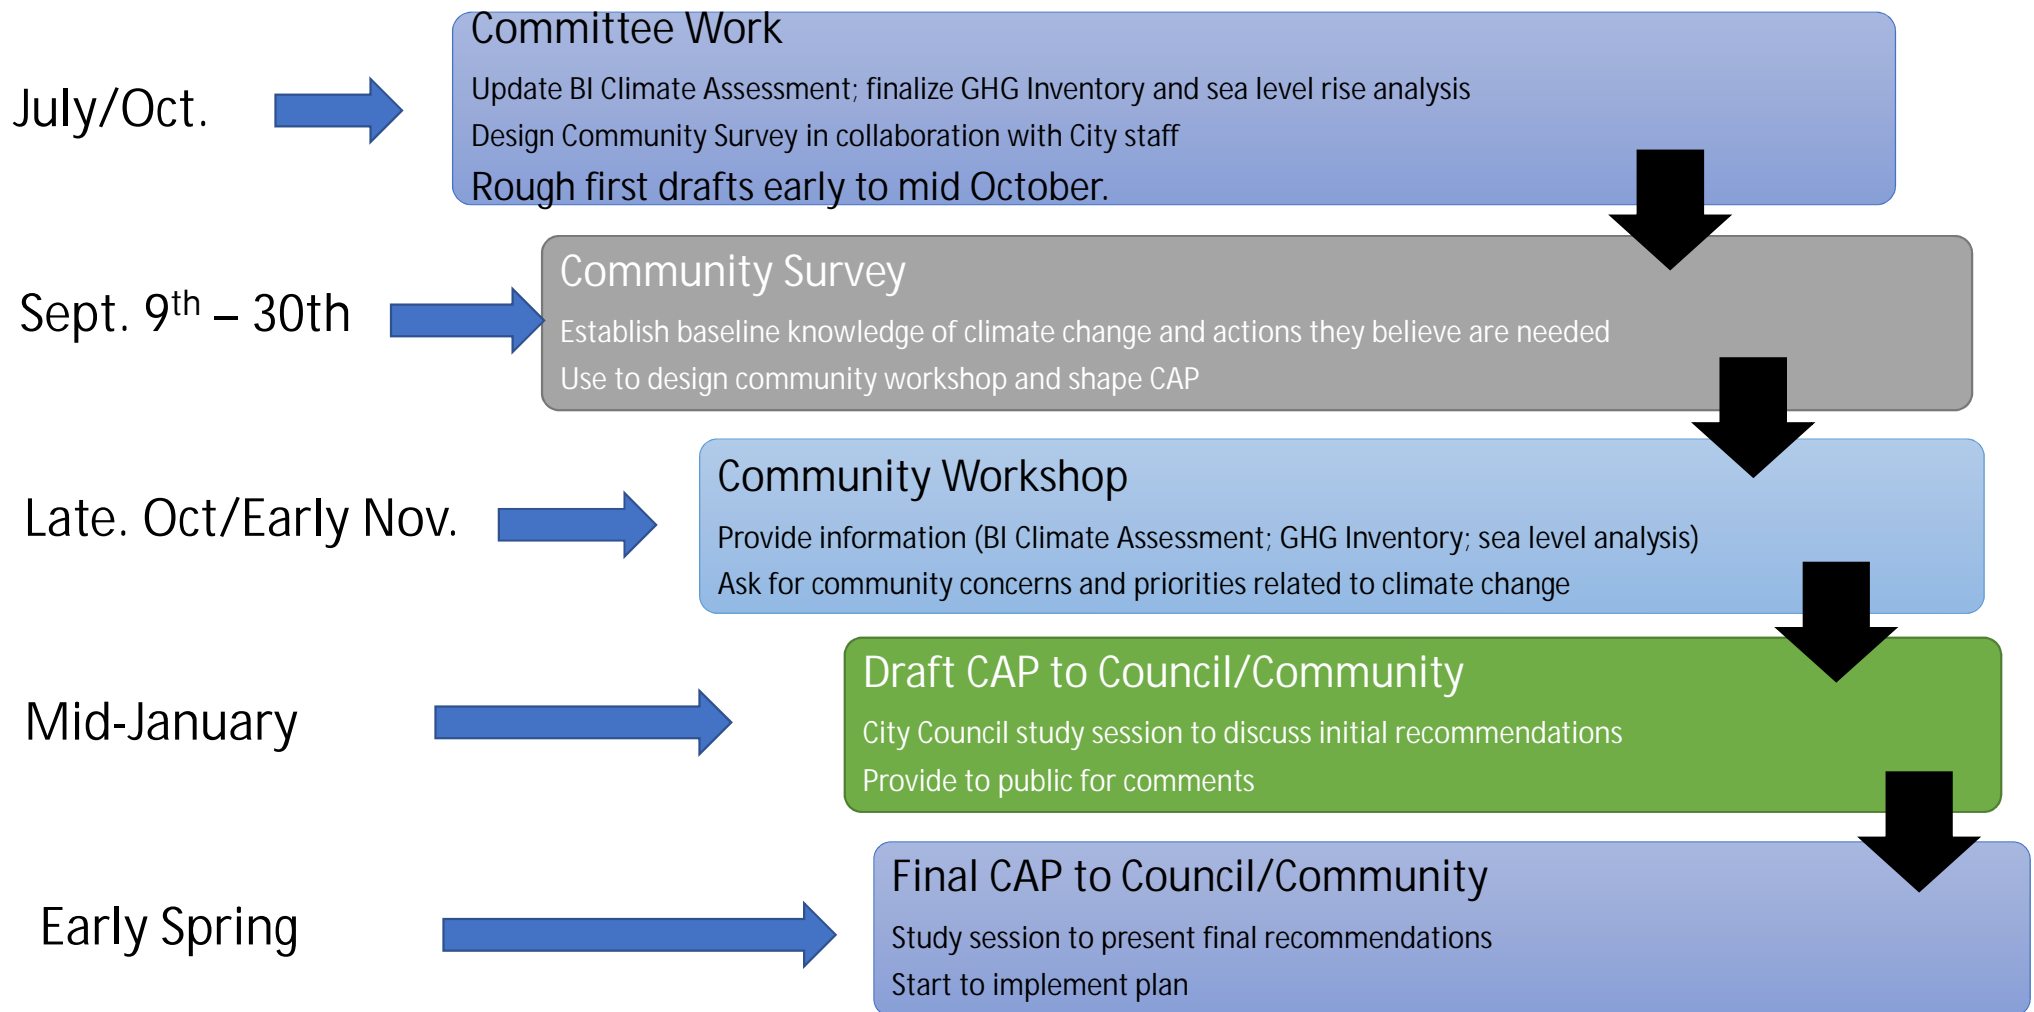 July/Oct.
Committee Work
Update BI Climate Assessment; finalize GHG Inventory and sea level rise analysis
Design Community Survey in collaboration with City staff
Rough first drafts early to mid October.
Sept. 9th – 30th
Community Survey
Establish baseline knowledge of climate change and actions they believe are needed
Use to design community workshop and shape CAP
Late. Oct/Early Nov.
Community Workshop
Provide information (BI Climate Assessment; GHG Inventory; sea level analysis)
Ask for community concerns and priorities related to climate change
Mid-January
Draft CAP to Council/Community
City Council study session to discuss initial recommendations
Provide to public for comments
Early Spring
Final CAP to Council/Community
Study session to present final recommendations
Start to implement plan